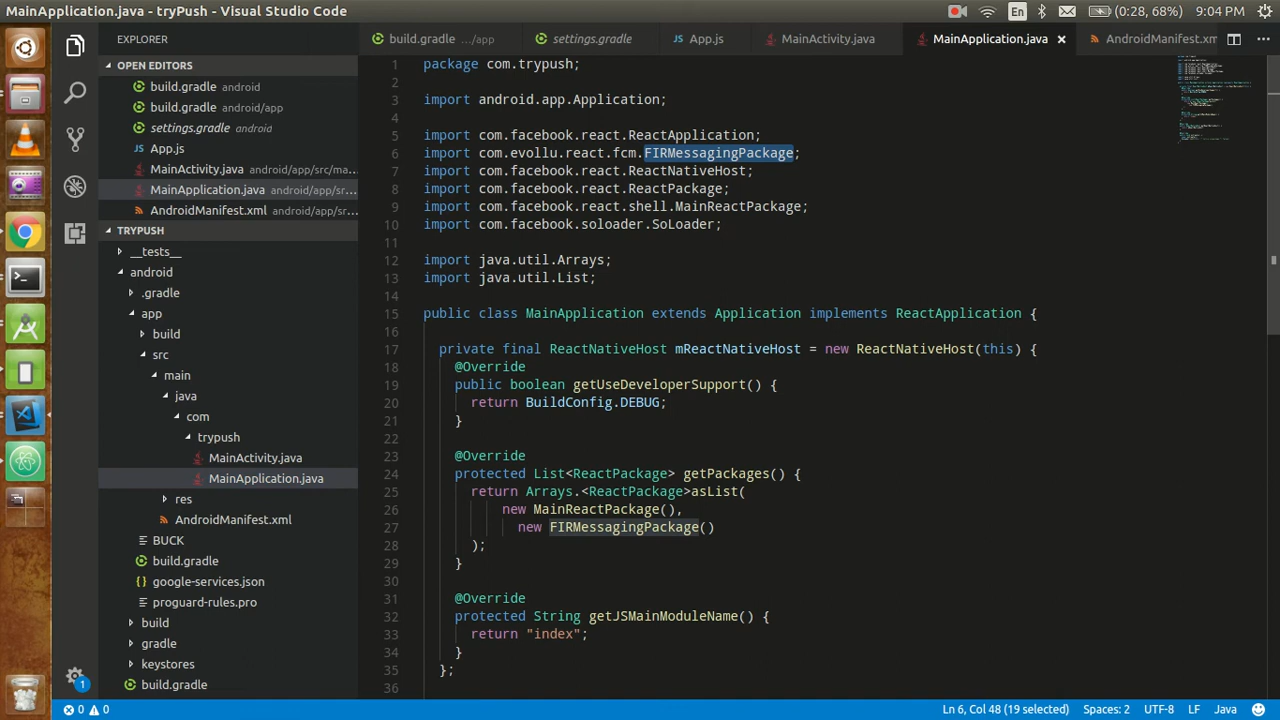 MainApplication.java - tryPush - Visual Studio Code
En
(0:28, 68%)
9:04 PM
EXPLORER
OPEN EDITORS
build.gradle android
build.gradle android/app
settings.gradle android
App.js
MainActivity.java android/app/src/ma...
MainApplication.java android/app/sr...
AndroidManifest.xml android/app/sr...
TRYPUSH
__tests__
android
.gradle
app
build
src
main
java
com
trypush
MainActivity.java
MainApplication.java
res
AndroidManifest.xml
BUCK
build.gradle
google-services.json
proguard-rules.pro
build
gradle
keystores
build.gradle
1
build.gradle .../app
settings.gradle
App.js
MainActivity.java
MainApplication.java
AndroidManifest.xm
1 package com.trypush;
2
3 import android.app.Application;
4
5 import com.facebook.react.ReactApplication;
6 import com.evollu.react.fcm.FIRMessagingPackage;
7 import com.facebook.react.ReactNativeHost;
8 import com.facebook.react.ReactPackage;
9 import com.facebook.react.shell.MainReactPackage;
10 import com.facebook.soloader.SoLoader;
11
12 import java.util.Arrays;
13 import java.util.List;
14
15 public class MainApplication extends Application implements ReactApplication {
16
17 private final ReactNativeHost mReactNativeHost = new ReactNativeHost(this) {
18 @Override
19 public boolean getUseDeveloperSupport() {
20 return BuildConfig.DEBUG;
21 }
22
23 @Override
24 protected List<ReactPackage> getPackages() {
25 return Arrays.<ReactPackage>asList(
26 new MainReactPackage(),
27 new FIRMessagingPackage()
28 );
29 }
30
31 @Override
32 protected String getJSMainModuleName() {
33 return "index";
34 }
35 };
36
0 0
Ln 6, Col 48 (19 selected)
Spaces: 2
UTF-8
LF
Java